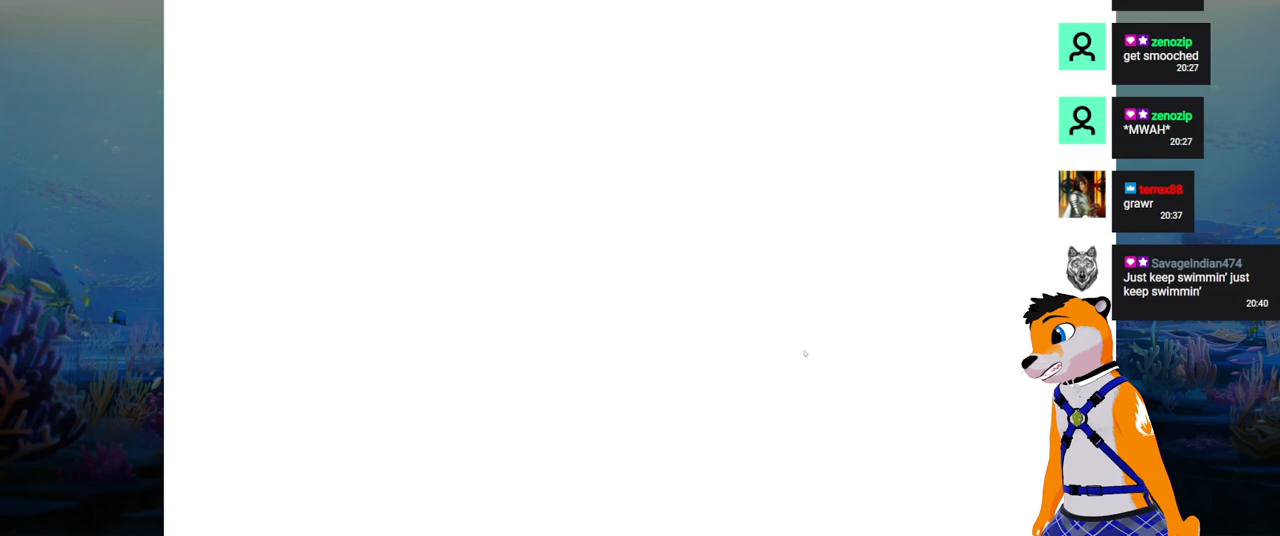 zenozip
get smooched
20:27
zenozip
*MWAH*
20:27
terrex88
grawr
20:37
SavageIndian474
Just keep swimmin' just
keep swimmin'
20:40